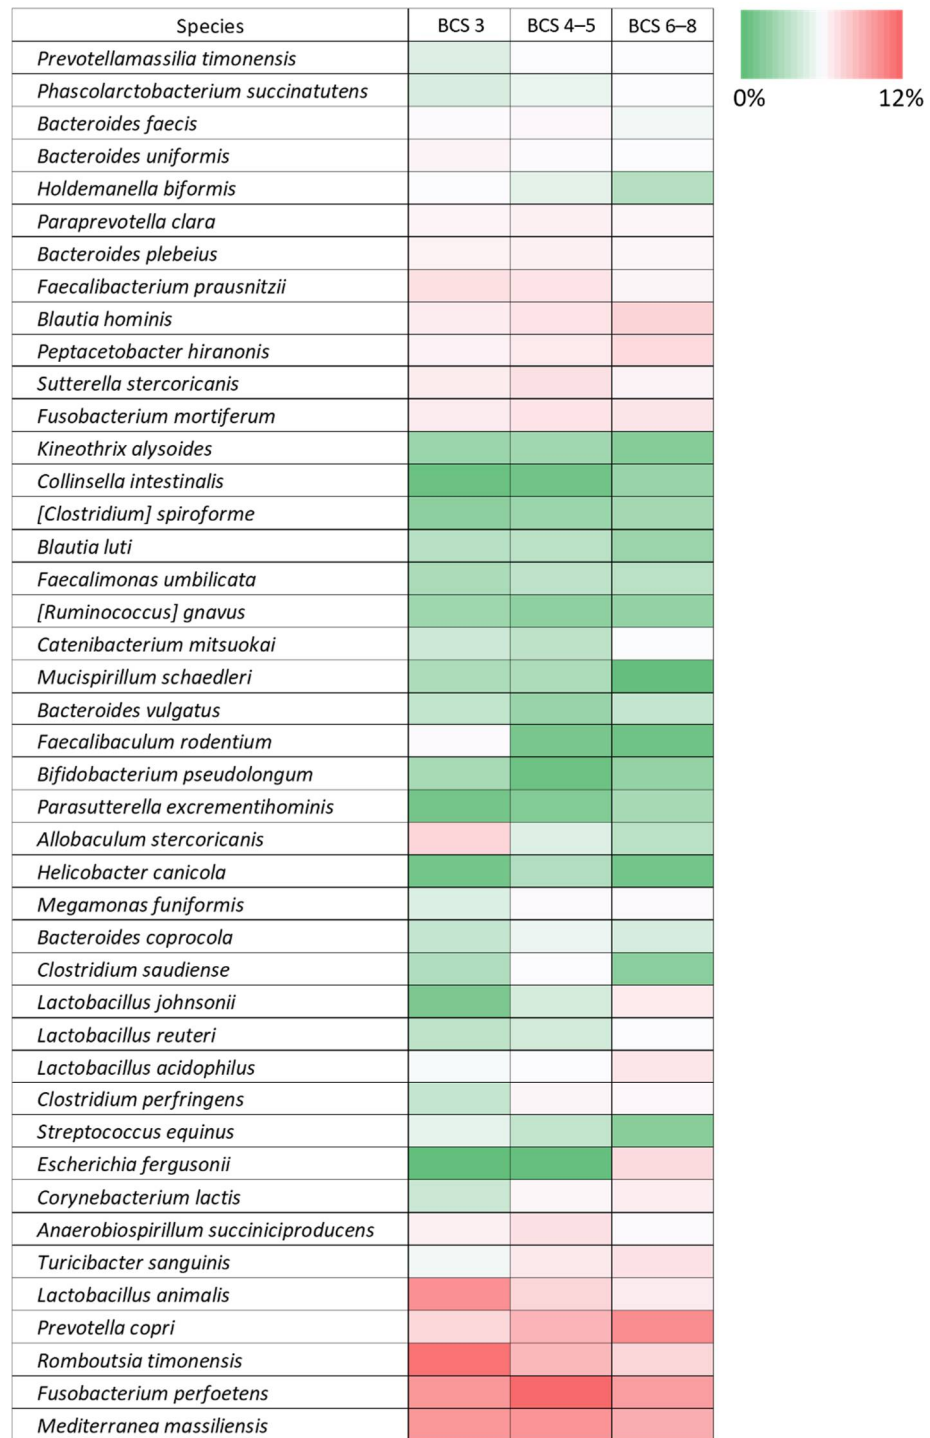 Species BCS 3 BCS 4–5 BCS 6–8
Prevotellamassilia timonensis
Phascolarctobacterium succinatutens
0% 12%
Bacteroides faecis
Bacteroides uniformis
Holdemanella biformis
Paraprevotella clara
Bacteroides plebeius
Faecalibacterium prausnitzii
Blautia hominis
Peptacetobacter hiranonis
Sutterella stercoricanis
Fusobacterium mortiferum
Kineothrix alysoides
Collinsella intestinalis
[Clostridium] spiroforme
Blautia luti
Faecalimonas umbilicata
[Ruminococcus] gnavus
Catenibacterium mitsuokai
Mucispirillum schaedleri
Bacteroides vulgatus
Faecalibaculum rodentium
Bifidobacterium pseudolongum
Parasutterella excrementihominis
Allobaculum stercoricanis
Helicobacter canicola
Megamonas funiformis
Bacteroides coprocola
Clostridium saudiense
Lactobacillus johnsonii
Lactobacillus reuteri
Lactobacillus acidophilus
Clostridium perfringens
Streptococcus equinus
Escherichia fergusonii
Corynebacterium lactis
Anaerobiospirillum succiniciproducens
Turicibacter sanguinis
Lactobacillus animalis
Prevotella copri
Romboutsia timonensis
Fusobacterium perfoetens
Mediterranea massiliensis